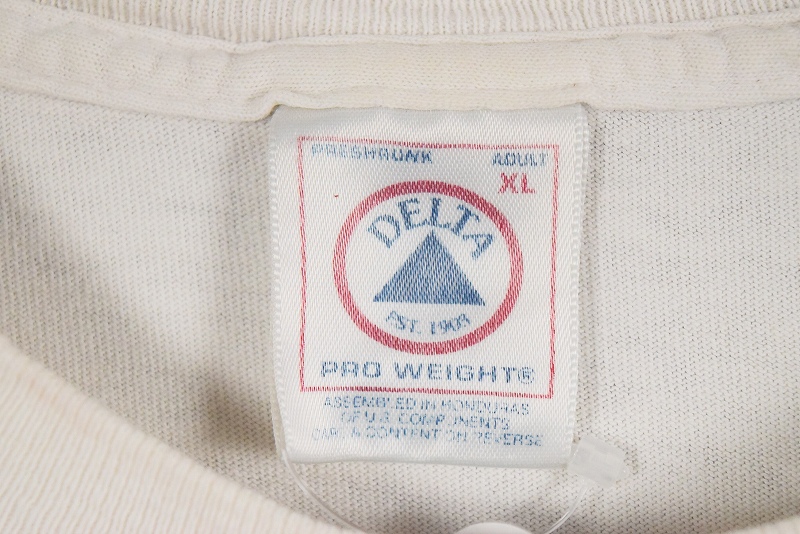 PRESHRUNK ADULT
XL
DELTA
EST. 1903
PRO WEIGHT®
ASSEMBLED IN HONDURAS
OF U.S. COMPONENTS
CARE & CONTENT ON REVERSE